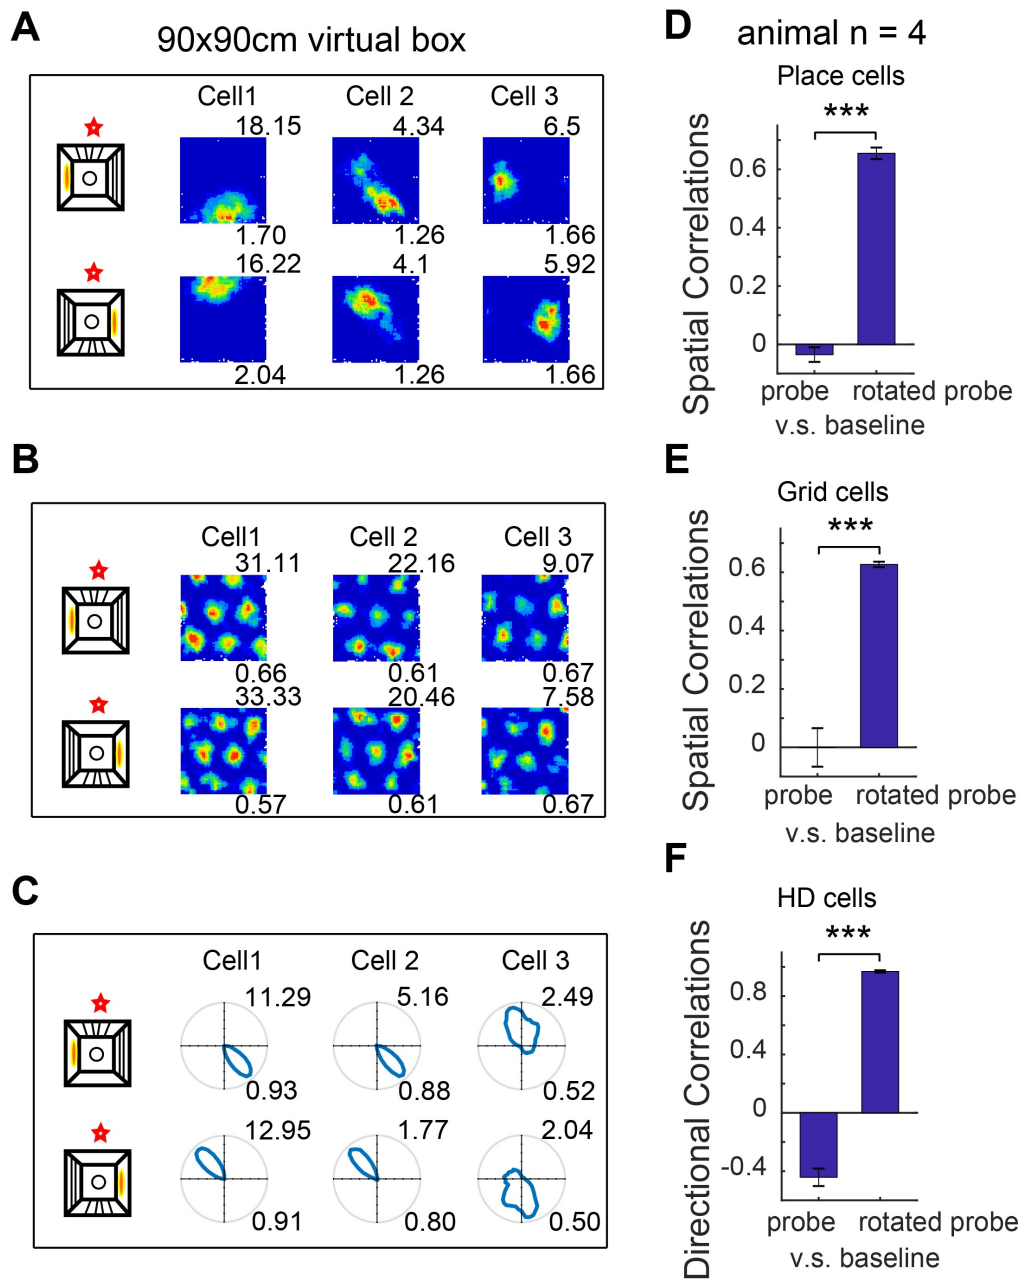 A
90x90cm virtual box
Cell1 Cell 2 Cell 3
18.15 4.34 6.5
1.70 1.26 1.66
16.22 4.1 5.92
2.04 1.26 1.66
B
Cell1 Cell 2 Cell 3
31.11 22.16 9.07
0.66 0.61 0.67
33.33 20.46 7.58
0.57 0.61 0.67
C
Cell1 Cell 2 Cell 3
11.29 5.16 2.49
0.93 0.88 0.52
12.95 1.77 2.04
0.91 0.80 0.50
D
animal n = 4
Place cells
***
Spatial Correlations
0.6
0.4
0.2
0
probe rotated probe
v.s. baseline
E
Grid cells
***
Spatial Correlations
0.6
0.4
0.2
0
probe rotated probe
v.s. baseline
F
HD cells
***
Directional Correlations
0.8
0.4
0
-0.4
probe rotated probe
v.s. baseline